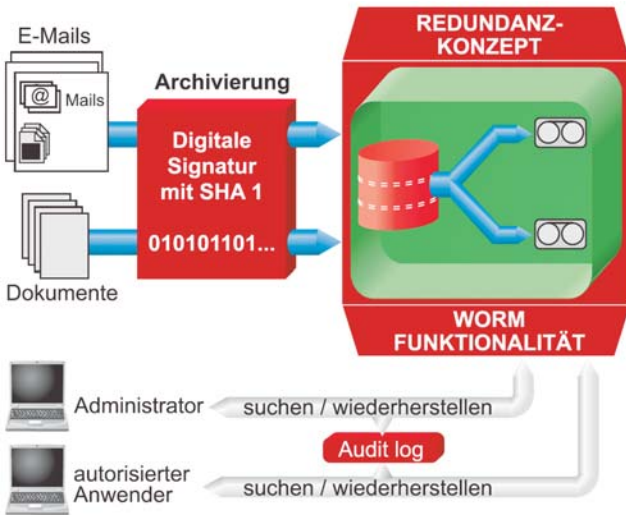 E-Mails
@
Mails
Dokumente
Archivierung
Digitale
Signatur
mit SHA 1
010101101...
REDUNDANZ-
KONZEPT
WORM
FUNKTIONALITÄT
Administrator
suchen / wiederherstellen
Audit log
autorisierter
Anwender
suchen / wiederherstellen